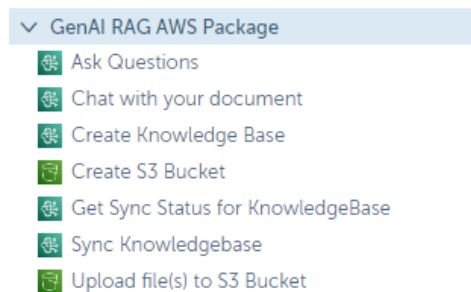 GenAI RAG AWS Package
Ask Questions
Chat with your document
Create Knowledge Base
Create S3 Bucket
Get Sync Status for KnowledgeBase
Sync Knowledgebase
Upload file(s) to S3 Bucket